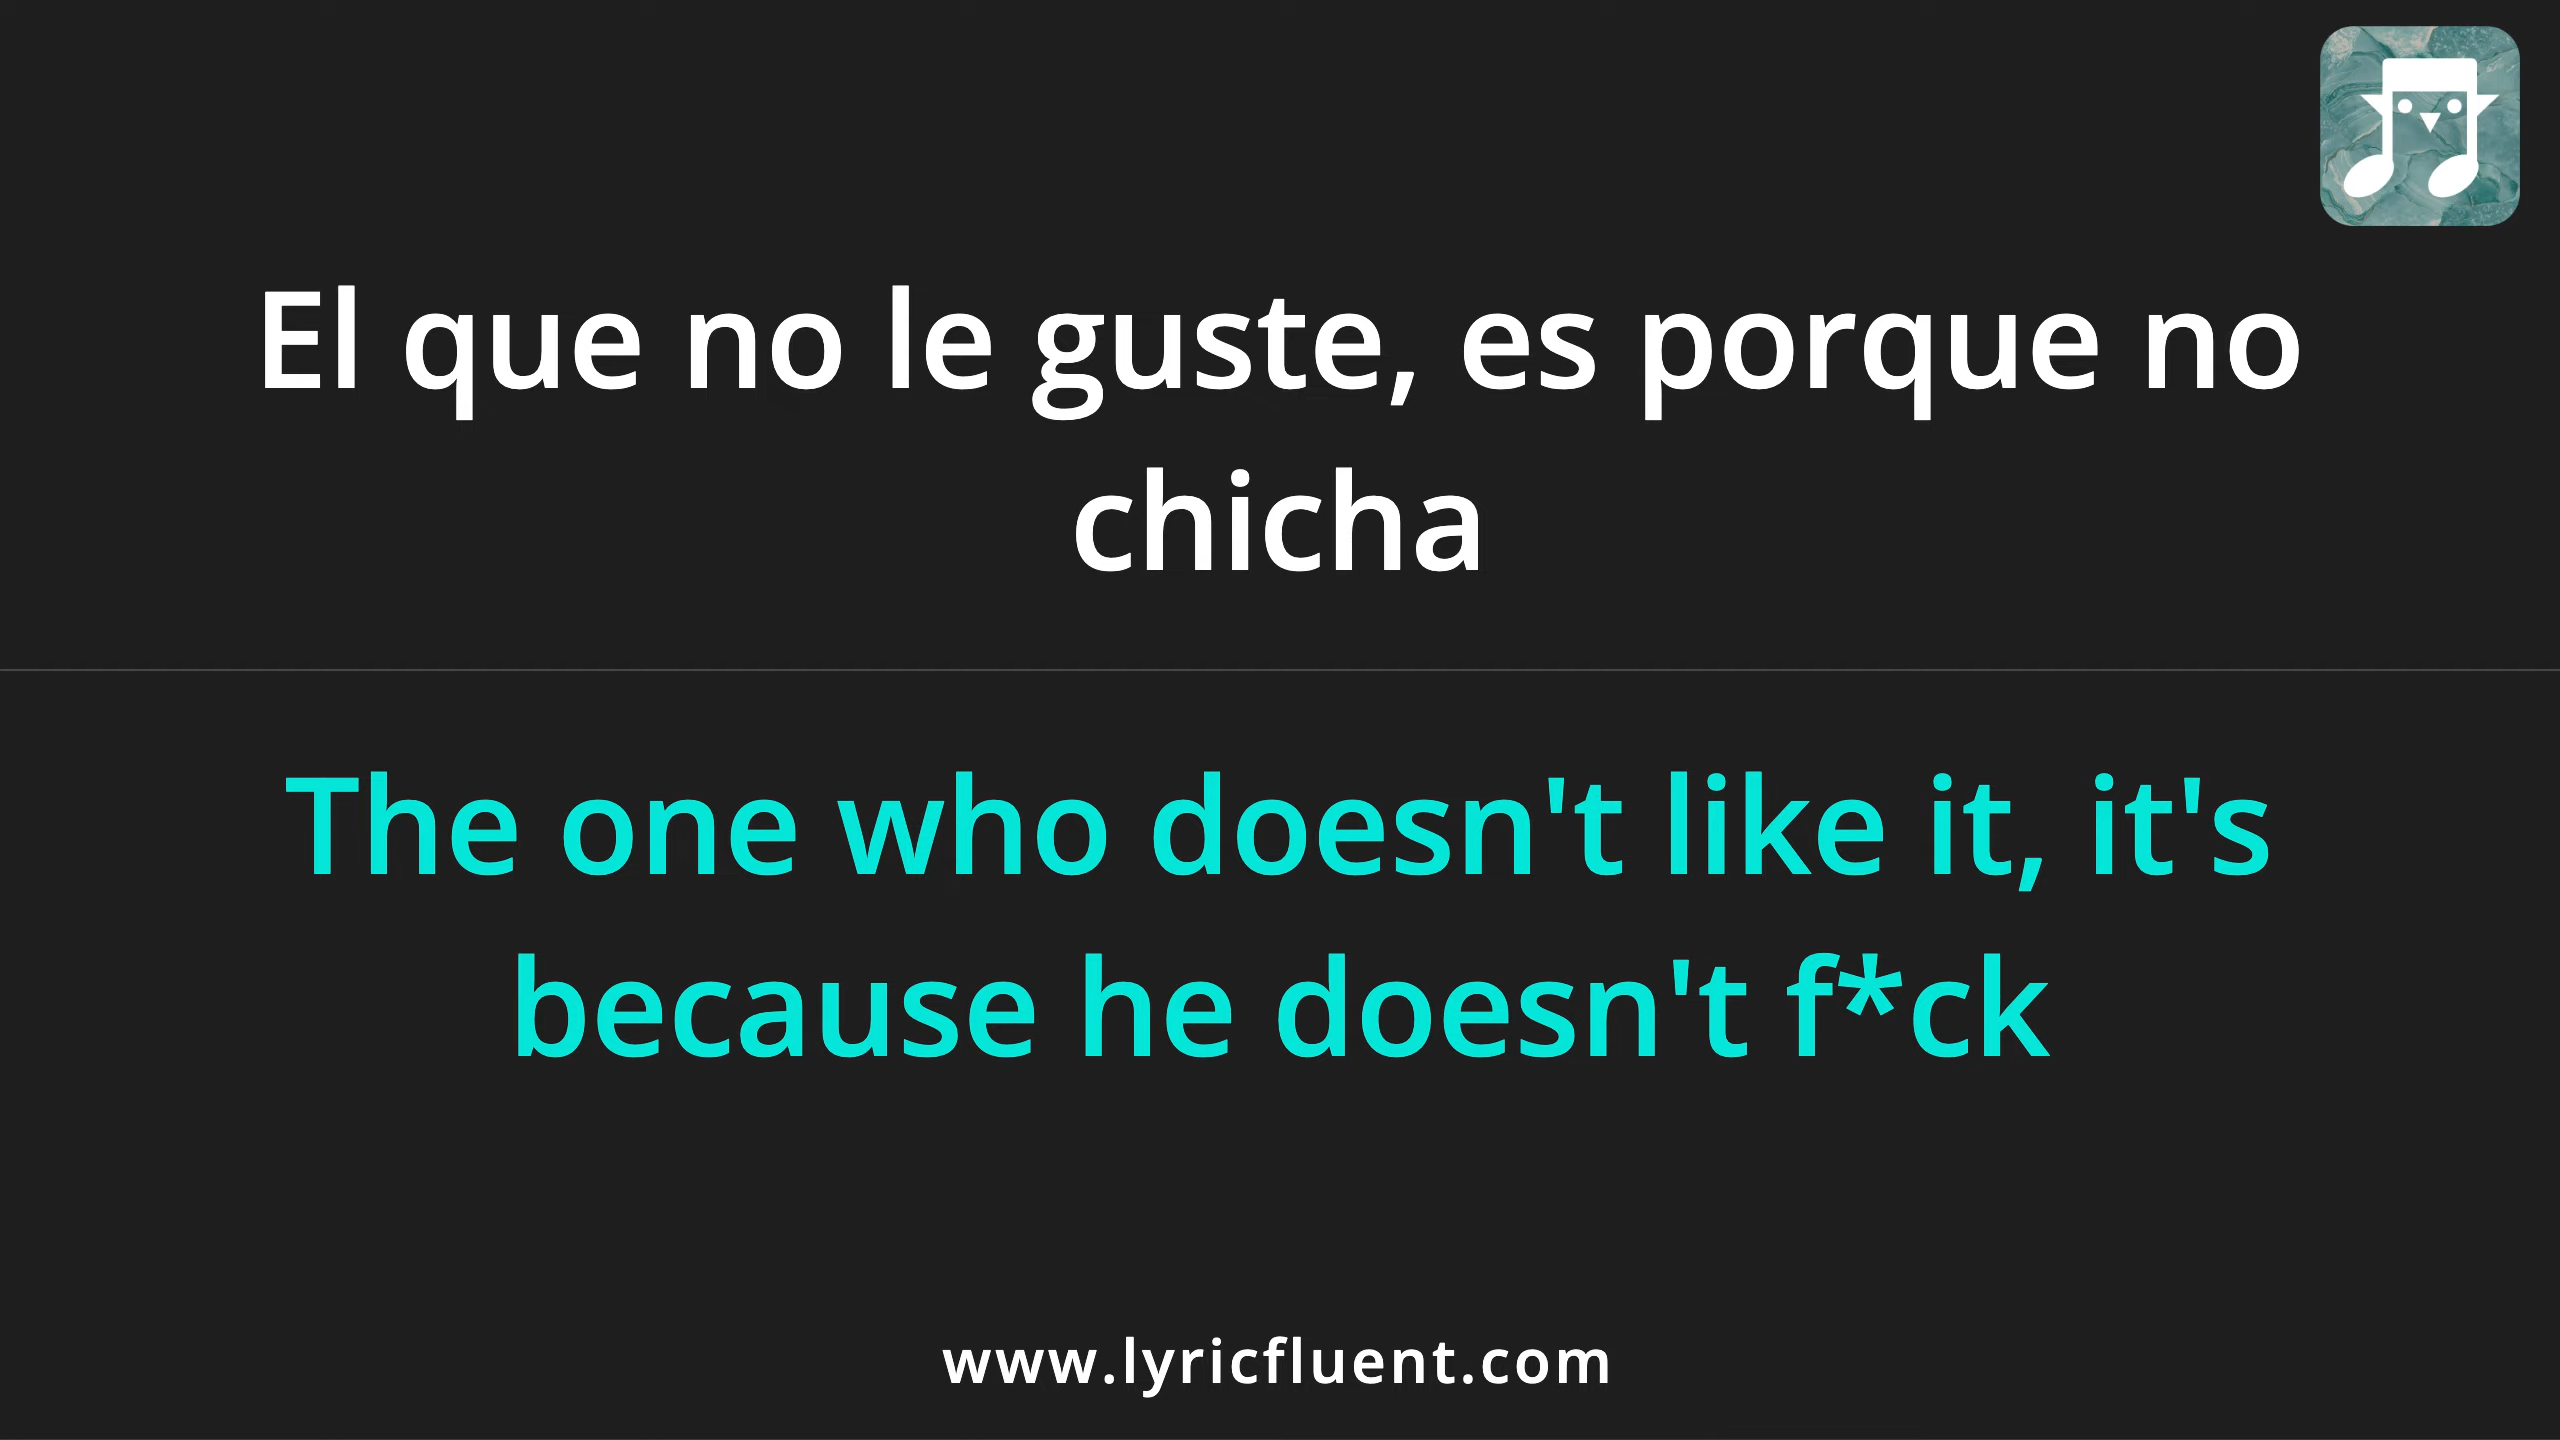 El que no le guste, es porque no
chicha
The one who doesn't like it, it's
because he doesn't f*ck
www.lyricfluent.com